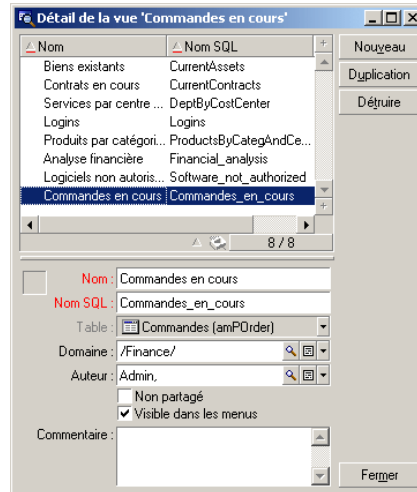 Détail de la vue 'Commandes en cours'
Nom Nom SQL
Biens existants CurrentAssets
Contrats en cours CurrentContracts
Services par centre ... DeptByCostCenter
Logins Logins
Produits par catégori... ProductsByCategAndCe...
Analyse financière Financial_analysis
Logiciels non autoris... Software_not_authorized
Commandes en cours Commandes_en_cours
8 / 8
Nouveau
Duplication
Détruire
Nom : Commandes en cours
Nom SQL : Commandes_en_cours
Table : Commandes (amPOrder)
Domaine : /Finance/
Auteur : Admin,
Non partagé
Visible dans les menus
Commentaire :
Fermer